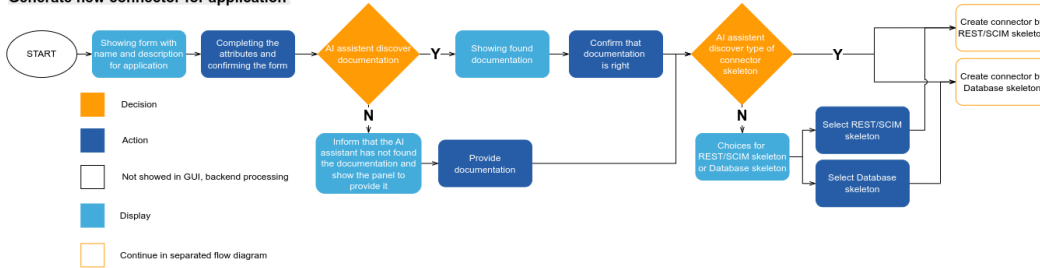 Generate new connector for application
START
Showing form with
name and description
for application
Completing the
attributes and
confirming the form
AI assistent discover
documentation
Y
Showing found
documentation
Confirm that
documentation
is right
AI assistent
discover type of
connector
skeleton
Y
Create connector by
REST/SCIM skeleton
Create connector by
Database skeleton
N
Inform that the AI
assistant has not found
the documentation and
show the panel to
provide it
Provide
documentation
N
Choices for
REST/SCIM skeleton
or Database skeleton
Select REST/SCIM
skeleton
Select Database
skeleton
Decision
Action
Not showed in GUI, backend processing
Display
Continue in separated flow diagram